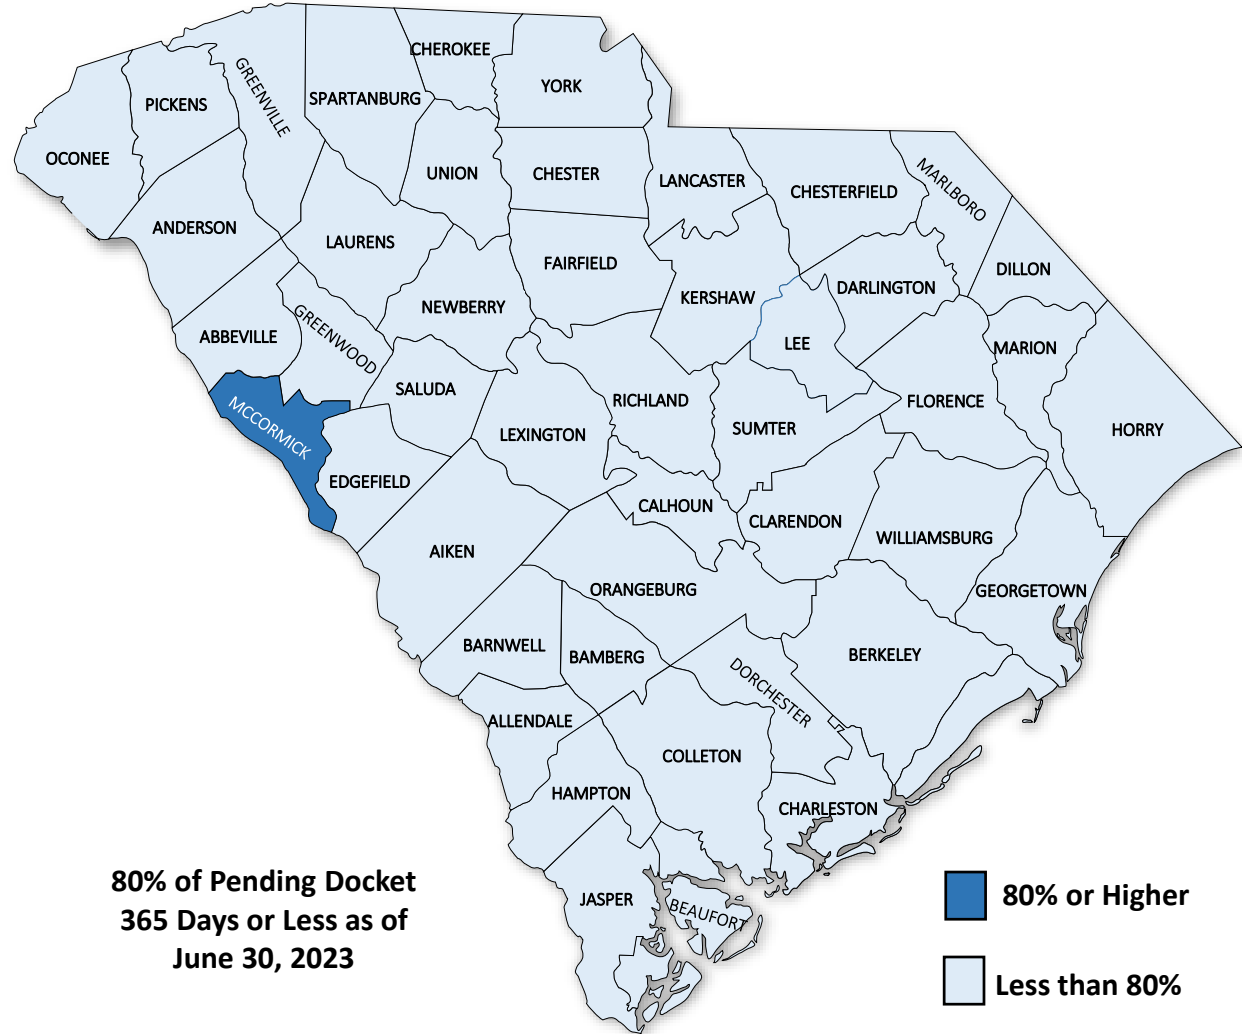 CHEROKEE
YORK
GREENVILLE
PICKENS
SPARTANBURG
OCONEE
UNION
CHESTER
LANCASTER
CHESTERFIELD
MARLBORO
ANDERSON
LAURENS
FAIRFIELD
DILLON
KERSHAW
DARLINGTON
NEWBERRY
ABBEVILLE
GREENWOOD
LEE
MARION
SALUDA
RICHLAND
FLORENCE
MCCORMICK
LEXINGTON
SUMTER
HORRY
EDGEFIELD
CALHOUN
CLARENDON
WILLIAMSBURG
AIKEN
ORANGEBURG
GEORGETOWN
BARNWELL
BAMBERG
BERKELEY
DORCHESTER
ALLENDALE
COLLETON
HAMPTON
CHARLESTON
JASPER
BEAUFORT
80% of Pending Docket
365 Days or Less as of
June 30, 2023
80% or Higher
Less than 80%